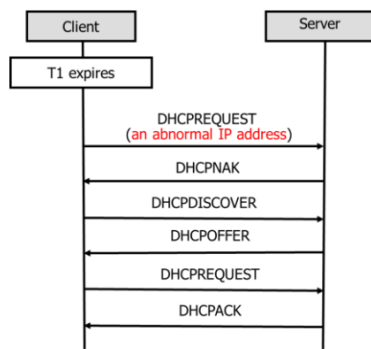 Client
Server
T1 expires
DHCPREQUEST
(an abnormal IP address)
DHCPNAK
DHCPDISCOVER
DHCPOFFER
DHCPREQUEST
DHCPACK